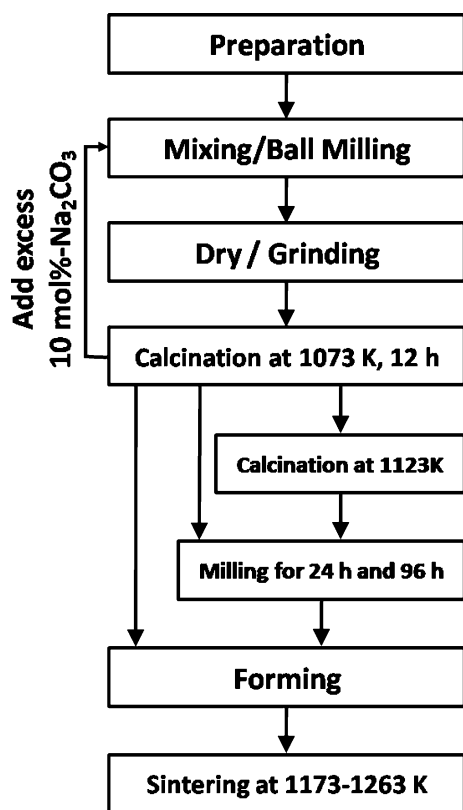 Preparation
Mixing/Ball Milling
Add excess
10 mol%-Na₂CO₃
Dry / Grinding
Calcination at 1073 K, 12 h
Calcination at 1123K
Milling for 24 h and 96 h
Forming
Sintering at 1173-1263 K